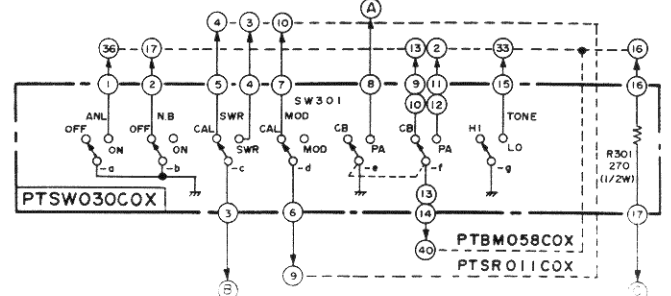 A
4 3 10
36 17 13 2 33 16
1 2 5 4 7 8 9 11 15 16
10 12
SW301
ANL N.B SWR MOD TONE
OFF ON OFF ON CAL SWR CAL MOD CB PA CB PA HI LO
-a -b -c -d -e -f -g
R301
270
(1/2W)
PTSW030COX
13
3 6 14 17
40 PTBM058COX
PTSR011COX
B 9 C